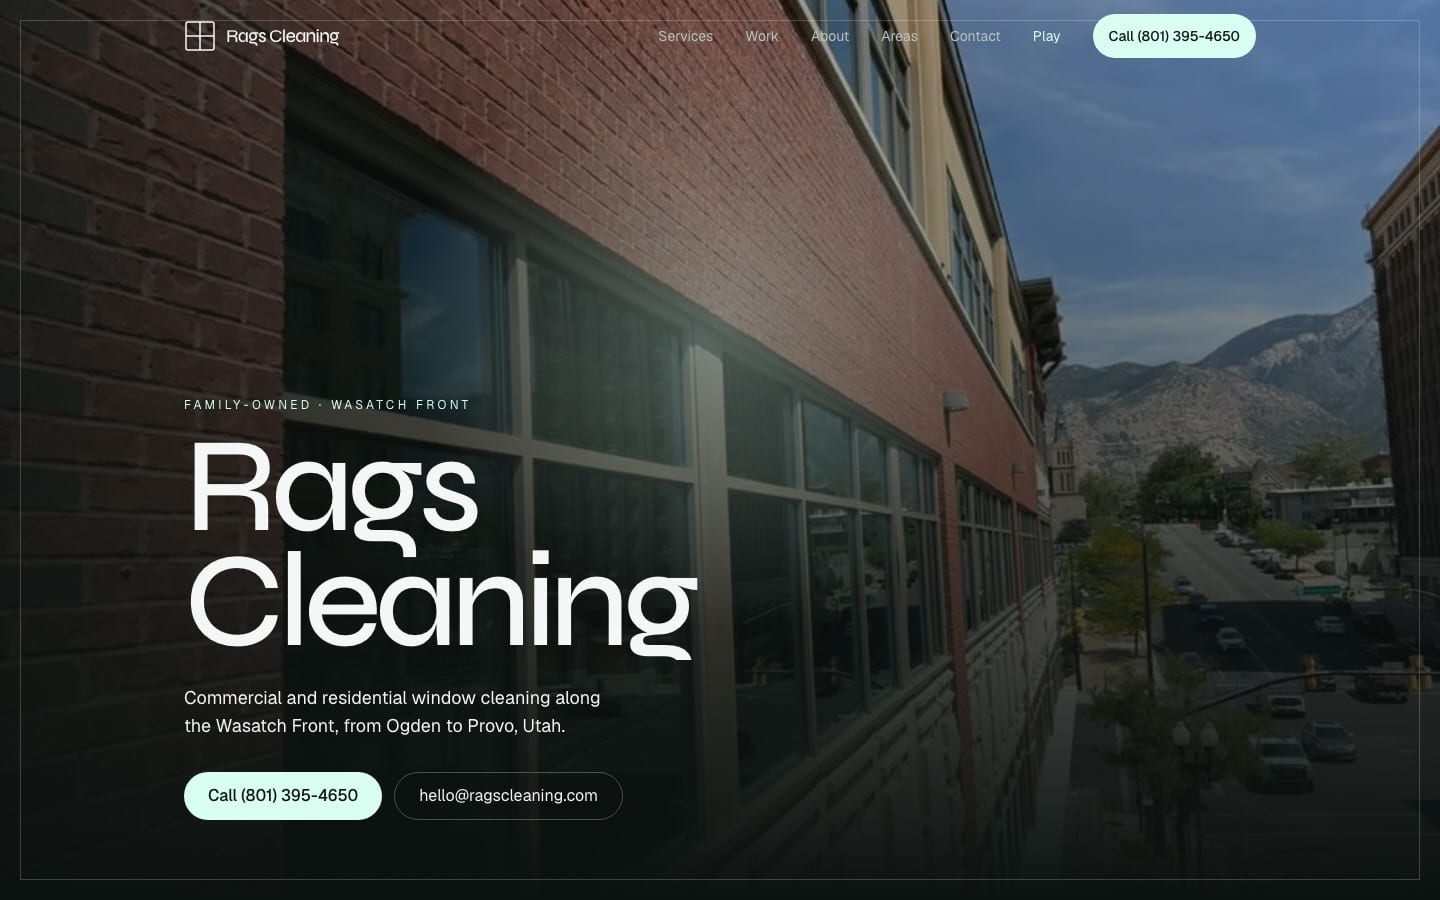 Rags Cleaning
Services
Work
About
Areas
Contact
Play
Call (801) 395-4650
FAMILY-OWNED · WASATCH FRONT
Rags
Cleaning
Commercial and residential window cleaning along
the Wasatch Front, from Ogden to Provo, Utah.
Call (801) 395-4650
hello@ragscleaning.com